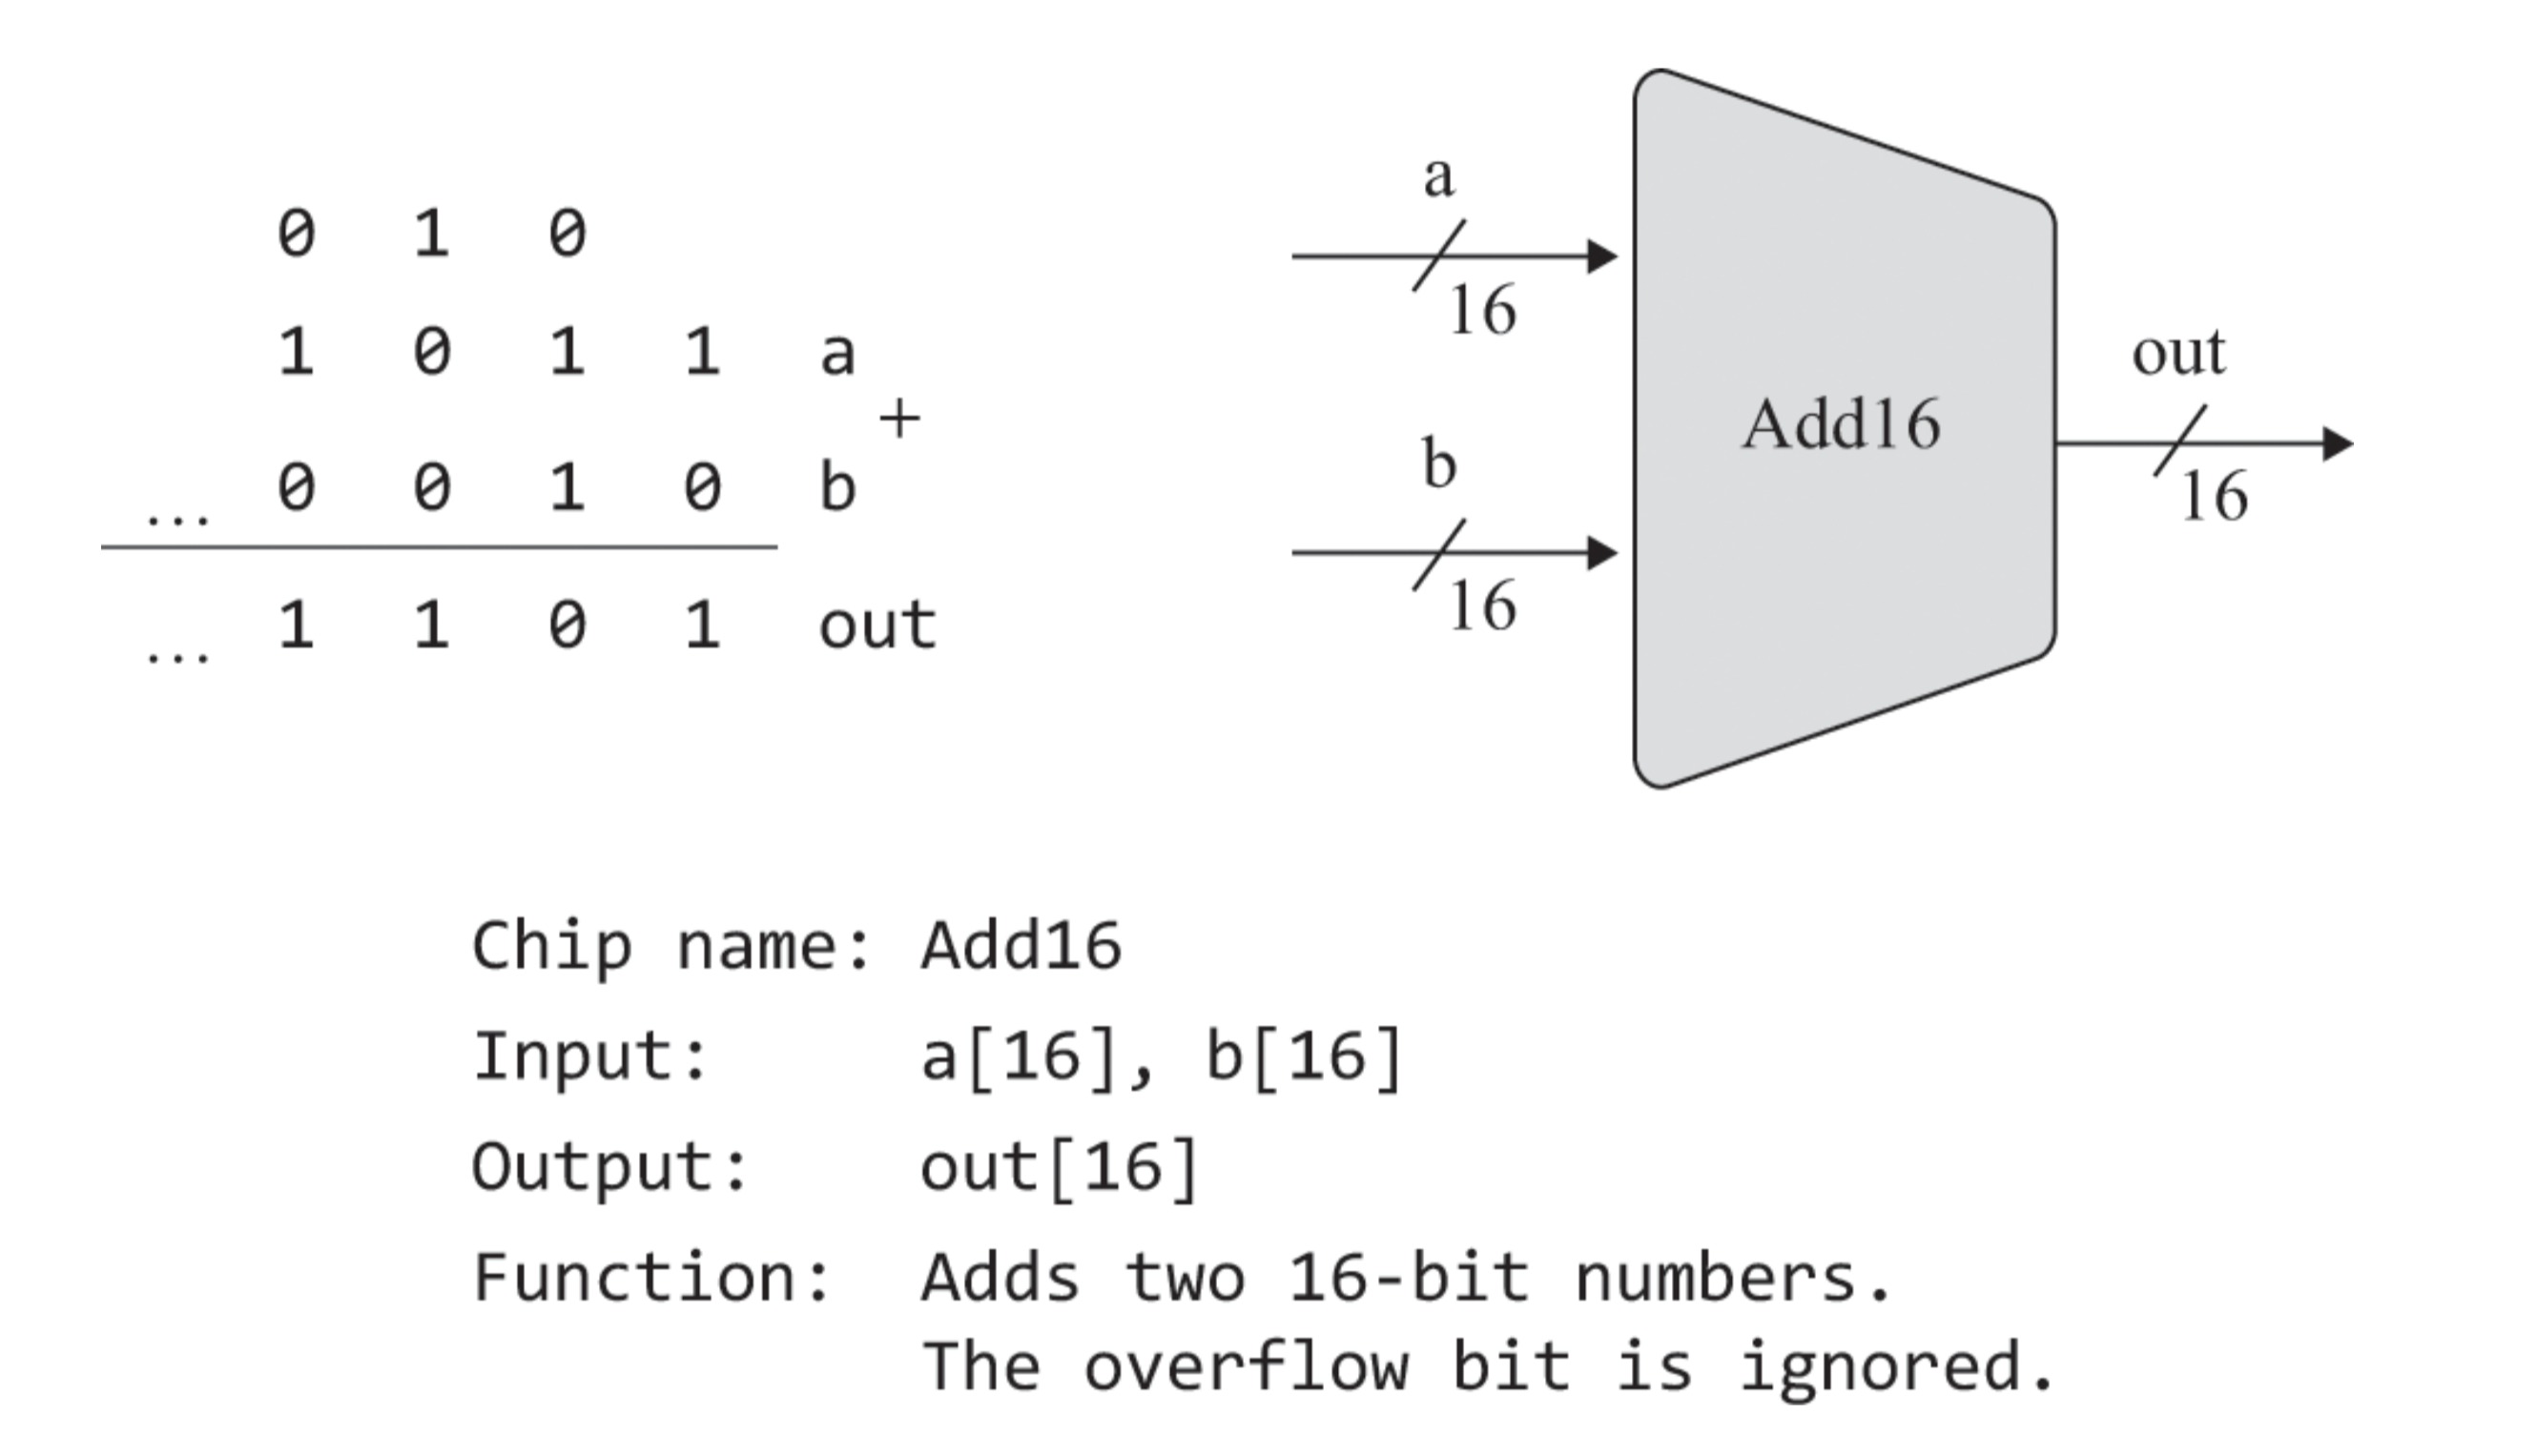 0 1 0
1 0 1 1 a
+
... 0 0 1 0 b
... 1 1 0 1 out
a
16
b
16
Add16
out
16
Chip name: Add16
Input: a[16], b[16]
Output: out[16]
Function: Adds two 16-bit numbers.
The overflow bit is ignored.